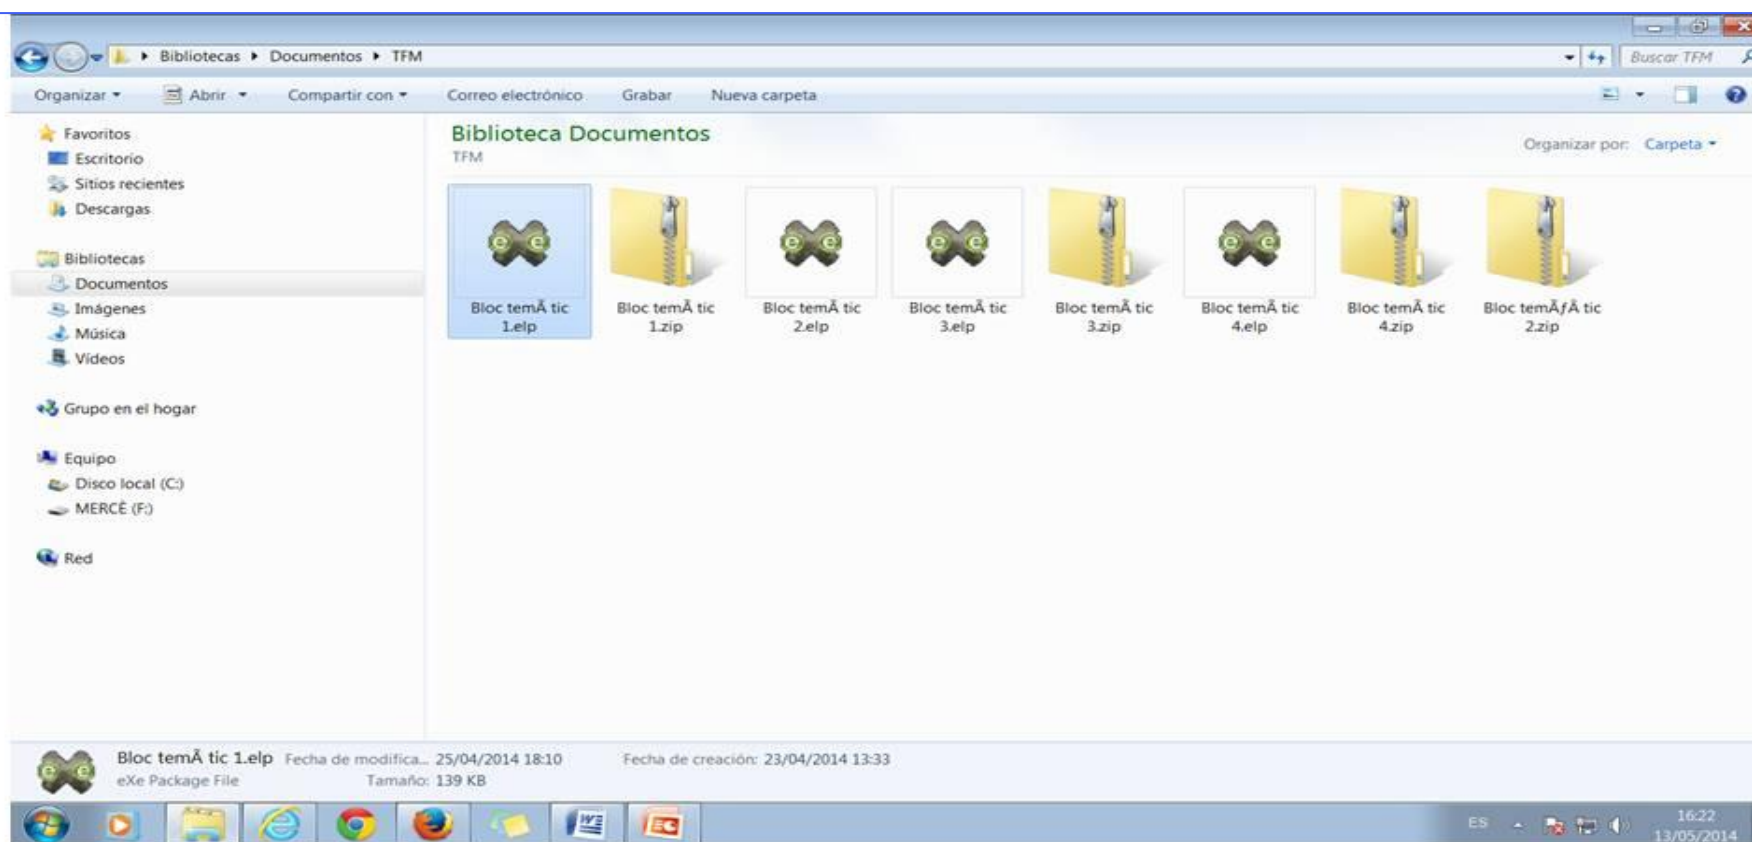 Bibliotecas ▸ Documentos ▸ TFM
Buscar TFM
Organizar
Abrir
Compartir con
Correo electrónico
Grabar
Nueva carpeta
Favoritos
Escritorio
Sitios recientes
Descargas
Bibliotecas
Documentos
Imágenes
Música
Vídeos
Grupo en el hogar
Equipo
Disco local (C:)
MERCÈ (F:)
Red
Biblioteca Documentos
TFM
Organizar por: Carpeta
Bloc temÃ tic
1.elp
Bloc temÃ tic
1.zip
Bloc temÃ tic
2.elp
Bloc temÃ tic
3.elp
Bloc temÃ tic
3.zip
Bloc temÃ tic
4.elp
Bloc temÃ tic
4.zip
Bloc temÃƒÂ tic
2.zip
Bloc temÃ tic 1.elp Fecha de modifica... 25/04/2014 18:10 Fecha de creación: 23/04/2014 13:33
eXe Package File Tamaño: 139 KB
ES
16:22
13/05/2014